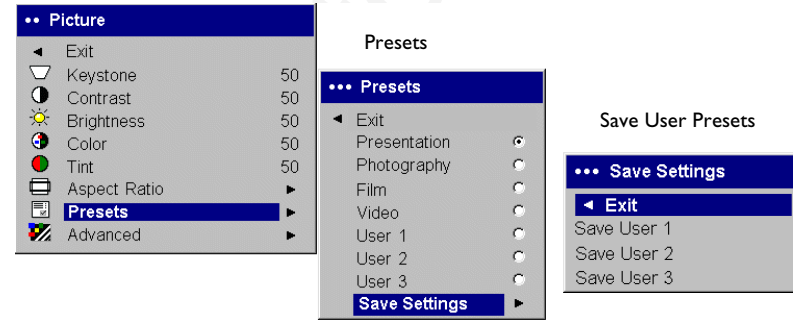 •• Picture
◄ Exit
Keystone 50
Contrast 50
Brightness 50
Color 50
Tint 50
Aspect Ratio ►
Presets ►
Advanced ►
Presets
••• Presets
◄ Exit
Presentation
Photography
Film
Video
User 1
User 2
User 3
Save Settings ►
Save User Presets
••• Save Settings
◄ Exit
Save User 1
Save User 2
Save User 3